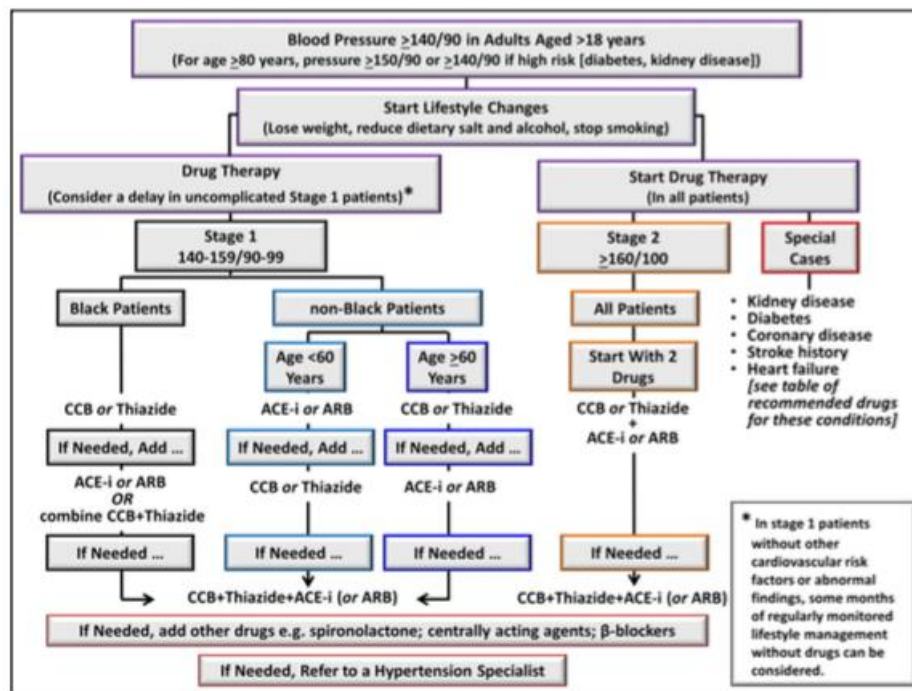 Blood Pressure ≥140/90 in Adults Aged >18 years
(For age ≥80 years, pressure ≥150/90 or ≥140/90 if high risk [diabetes, kidney disease])
Start Lifestyle Changes
(Lose weight, reduce dietary salt and alcohol, stop smoking)
Drug Therapy
(Consider a delay in uncomplicated Stage 1 patients)*
Start Drug Therapy
(In all patients)
Stage 1
140-159/90-99
Stage 2
≥160/100
Special
Cases
Black Patients
non-Black Patients
All Patients
• Kidney disease
• Diabetes
• Coronary disease
• Stroke history
• Heart failure
[see table of
recommended drugs
for these conditions]
Age <60
Years
Age ≥60
Years
Start With 2
Drugs
CCB or Thiazide
ACE-i or ARB
CCB or Thiazide
CCB or Thiazide
+
ACE-i or ARB
If Needed, Add ...
If Needed, Add ...
If Needed, Add ...
ACE-i or ARB
OR
combine CCB+Thiazide
CCB or Thiazide
ACE-i or ARB
If Needed ...
If Needed ...
If Needed ...
If Needed ...
CCB+Thiazide+ACE-i (or ARB)
CCB+Thiazide+ACE-i (or ARB)
If Needed, add other drugs e.g. spironolactone; centrally acting agents; β-blockers
If Needed, Refer to a Hypertension Specialist
* In stage 1 patients
without other
cardiovascular risk
factors or abnormal
findings, some months
of regularly monitored
lifestyle management
without drugs can be
considered.